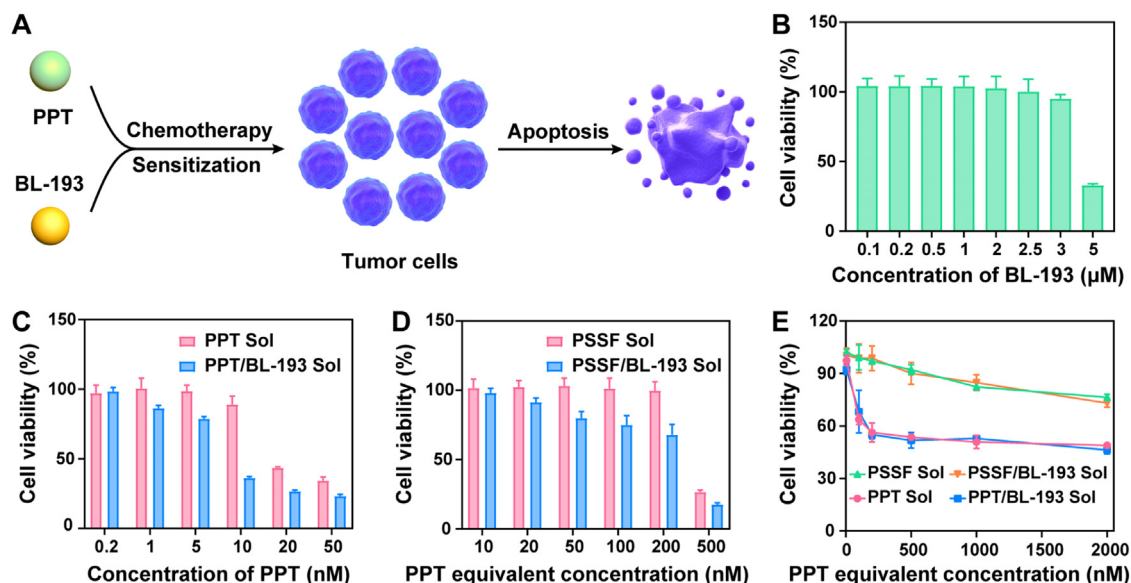 A
PPT
BL-193
Chemotherapy
Sensitization
Tumor cells
Apoptosis
B
Cell viability (%)
150
100
50
0
0.1 0.2 0.5 1 2 2.5 3 5
Concentration of BL-193 (µM)
C
Cell viability (%)
150
100
50
0
PPT Sol
PPT/BL-193 Sol
0.2 1 5 10 20 50
Concentration of PPT (nM)
D
Cell viability (%)
150
100
50
0
PSSF Sol
PSSF/BL-193 Sol
10 20 50 100 200 500
PPT equivalent concentration (nM)
E
Cell viability (%)
120
90
60
30
0
PSSF Sol PSSF/BL-193 Sol
PPT Sol PPT/BL-193 Sol
0 500 1000 1500 2000
PPT equivalent concentration (nM)